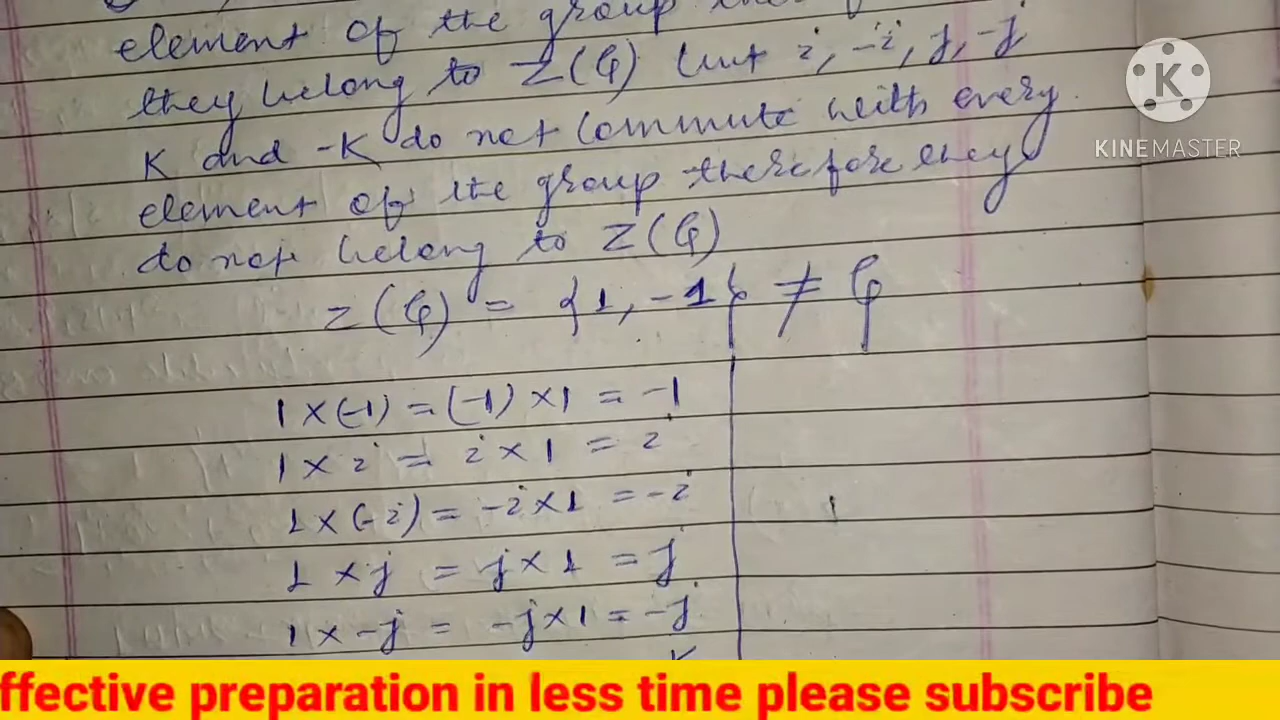 element of the group
they belong to Z(G) but i, -i, j, -j
K and -K do not commute with every
element of the group therefore they
do not belong to Z(G)
Z(G) = {1, -1} ≠ G
1 × (-1) = (-1) × 1 = -1
1 × i = i × 1 = i
1 × (-i) = -i × 1 = -i
1 × j = j × 1 = j
1 × -j = -j × 1 = -j
K
KINEMASTER
ffective preparation in less time please subscribe